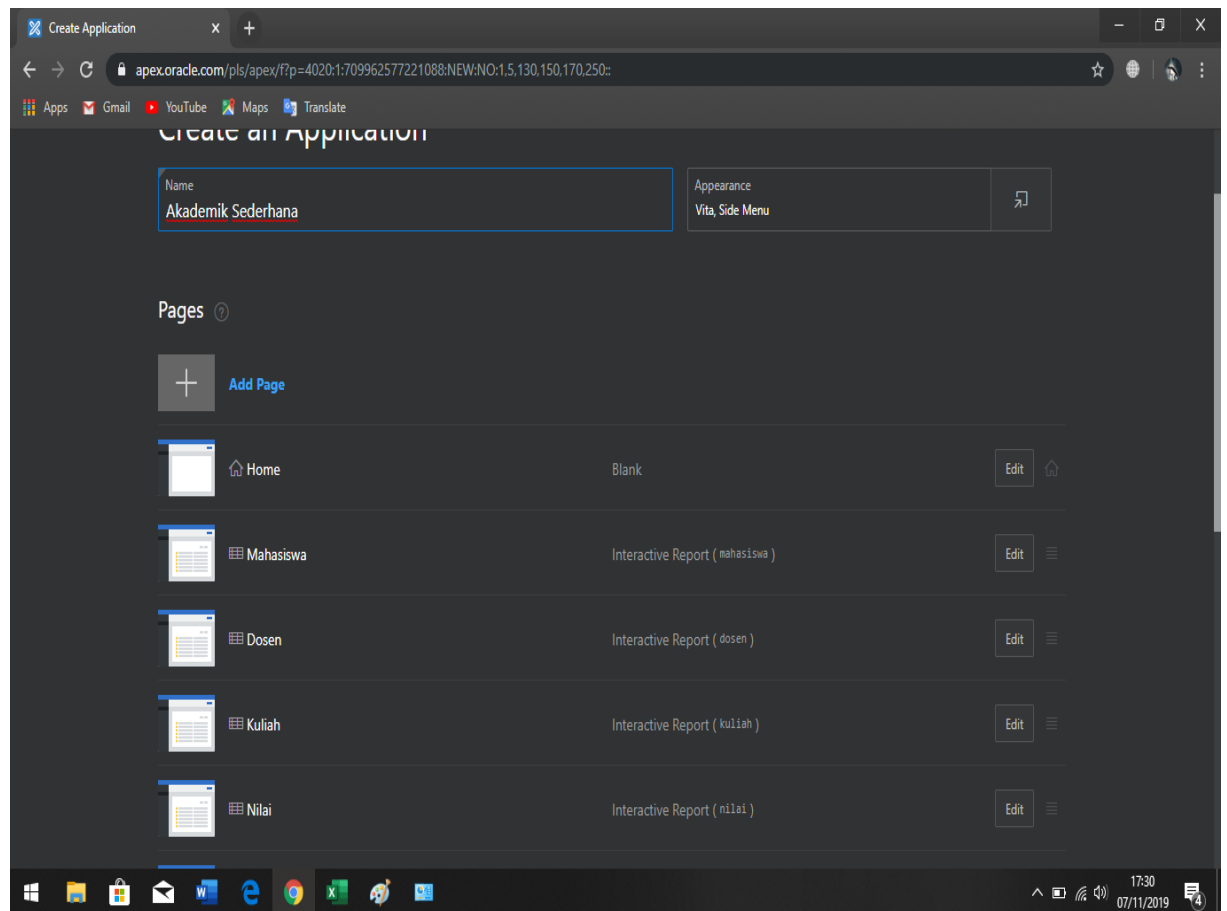 Create Application
apex.oracle.com/pls/apex/f?p=4020:1:709962577221088:NEW:NO:1,5,130,150,170,250::
Apps Gmail YouTube Maps Translate
Create an Application
Name
Akademik Sederhana
Appearance
Vita, Side Menu
Pages ?
Add Page
Home Blank Edit
Mahasiswa Interactive Report ( mahasiswa ) Edit
Dosen Interactive Report ( dosen ) Edit
Kuliah Interactive Report ( kuliah ) Edit
Nilai Interactive Report ( nilai ) Edit
17:30
07/11/2019
4